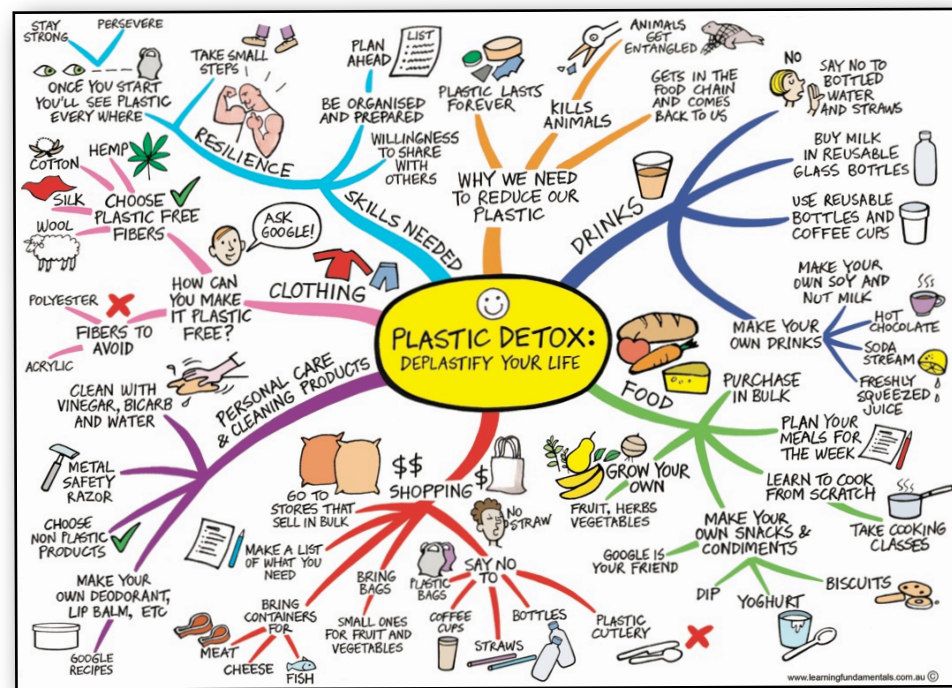 PLASTIC DETOX:
DEPLASTIFY YOUR LIFE
WHY WE NEED
TO REDUCE OUR
PLASTIC
PLASTIC LASTS
FOREVER
KILLS
ANIMALS
ANIMALS
GET
ENTANGLED
GETS IN THE
FOOD CHAIN
AND COMES
BACK TO US
DRINKS
NO
SAY NO TO
BOTTLED
WATER
AND STRAWS
BUY MILK
IN REUSABLE
GLASS BOTTLES
USE REUSABLE
BOTTLES AND
COFFEE CUPS
MAKE YOUR
OWN DRINKS
MAKE YOUR
OWN SOY AND
NUT MILK
HOT
CHOCOLATE
SODA
STREAM
FRESHLY
SQUEEZED
JUICE
FOOD
PURCHASE
IN BULK
PLAN YOUR
MEALS FOR
THE WEEK
LEARN TO COOK
FROM SCRATCH
TAKE COOKING
CLASSES
MAKE YOUR
OWN SNACKS &
CONDIMENTS
GOOGLE IS
YOUR FRIEND
DIP
YOGHURT
BISCUITS
GROW YOUR
OWN
FRUIT, HERBS
VEGETABLES
$$
SHOPPING
$
GO TO
STORES THAT
SELL IN BULK
MAKE A LIST
OF WHAT YOU
NEED
BRING
CONTAINERS
FOR
MEAT
CHEESE
FISH
BRING
BAGS
SMALL ONES
FOR FRUIT AND
VEGETABLES
NO
STRAW
SAY NO
TO
PLASTIC
BAGS
COFFEE
CUPS
STRAWS
BOTTLES
PLASTIC
CUTLERY
PERSONAL CARE
& CLEANING PRODUCTS
CLEAN WITH
VINEGAR, BICARB
AND WATER
METAL
SAFETY
RAZOR
CHOOSE
NON PLASTIC
PRODUCTS
MAKE YOUR
OWN DEODORANT,
LIP BALM, ETC
GOOGLE
RECIPES
CLOTHING
ASK
GOOGLE!
HOW CAN
YOU MAKE
IT PLASTIC
FREE?
CHOOSE
PLASTIC FREE
FIBERS
COTTON
HEMP
SILK
WOOL
FIBERS TO
AVOID
POLYESTER
ACRYLIC
SKILLS NEEDED
RESILIENCE
ONCE YOU START
YOU'LL SEE PLASTIC
EVERY WHERE
STAY
STRONG
PERSEVERE
TAKE SMALL
STEPS
BE ORGANISED
AND PREPARED
PLAN
AHEAD
LIST
WILLINGNESS
TO SHARE
WITH
OTHERS
www.learningfundamentals.com.au ©